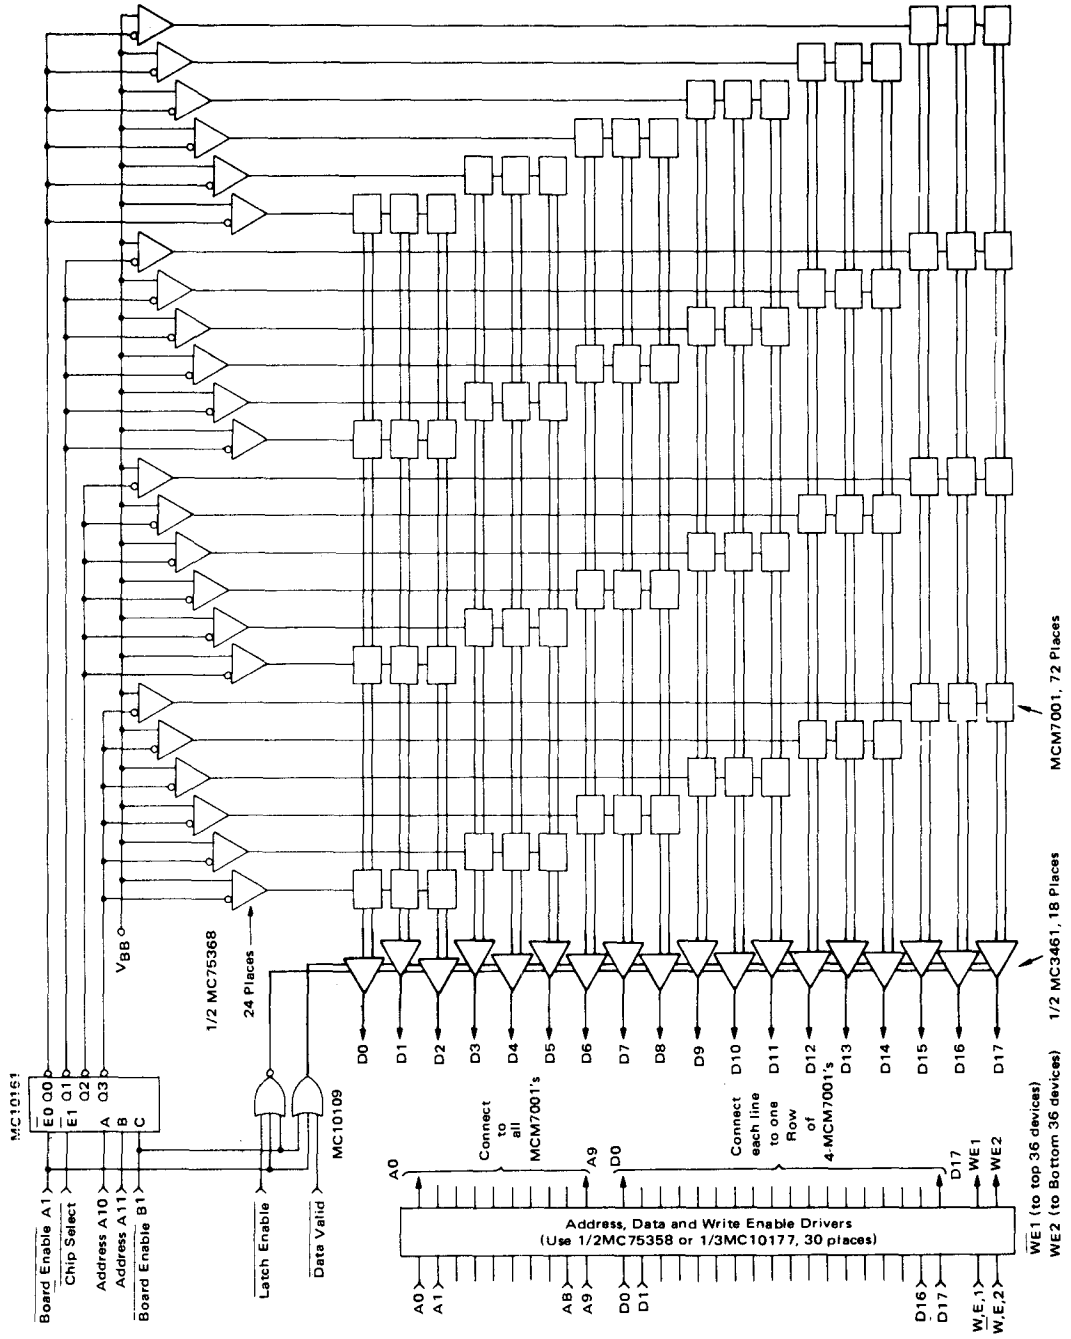 MC10161
E0 Q0
E1 Q1
Q2
A Q3
B
C
Board Enable A1
Chip Select
Address A10
Address A11
Board Enable B1
VBB
1/2 MC75368
24 Places
MC10109
Latch Enable
Data Valid
D0
D1
D2
D3
D4
D5
D6
D7
D8
D9
D10
D11
D12
D13
D14
D15
D16
D17
MCM7001, 72 Places
1/2 MC3461, 18 Places
A0
Connect
to
all
MCM7001's
A9
D0
Connect
each line
to one
Row
of
4-MCM7001's
D17
WE1
WE2
WE1 (to top 36 devices)
WE2 (to Bottom 36 devices)
Address, Data and Write Enable Drivers
(Use 1/2MC75358 or 1/3MC10177, 30 places)
A0
A1
A8
A9
D0
D1
D16
D17
W,E,1
W,E,2